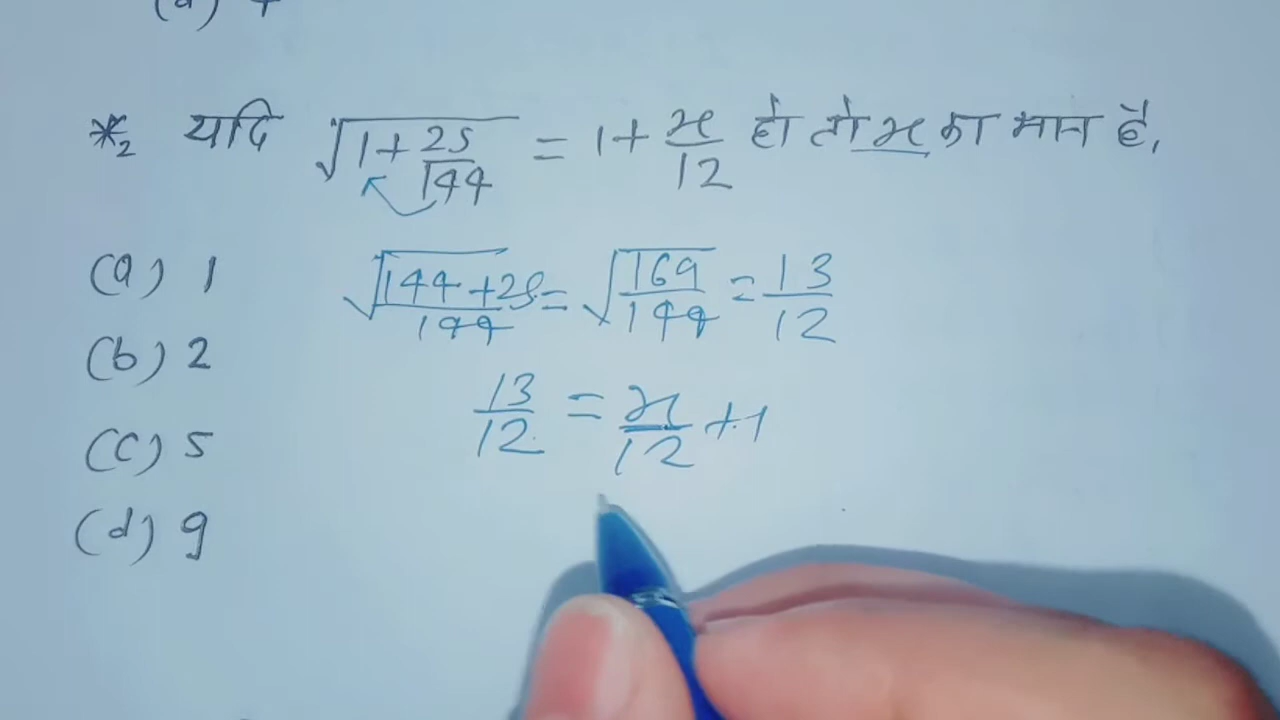 *2 यदि √(1+25/144) = 1+x/12 हो तो x का मान है,
(a) 1 √((144+25)/144) = √(169/144) = 13/12
(b) 2
13/12 = x/12 +1
(c) 5
(d) 9